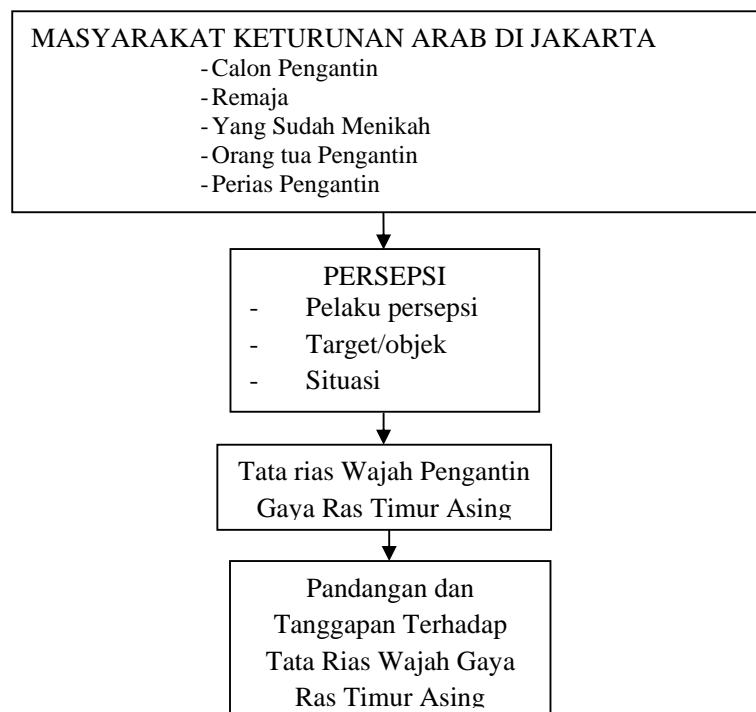 MASYARAKAT KETURUNAN ARAB DI JAKARTA
-Calon Pengantin
-Remaja
-Yang Sudah Menikah
-Orang tua Pengantin
-Perias Pengantin
PERSEPSI
- Pelaku persepsi
- Target/objek
- Situasi
Tata rias Wajah Pengantin
Gaya Ras Timur Asing
Pandangan dan
Tanggapan Terhadap
Tata Rias Wajah Gaya
Ras Timur Asing